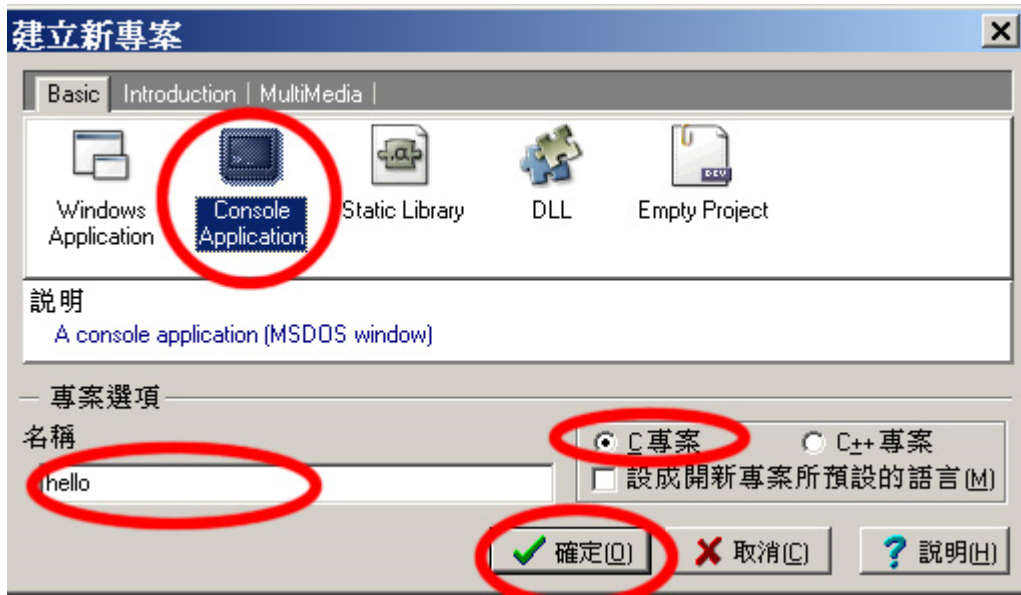 建立新專案
Basic Introduction MultiMedia
Windows Application
Console Application
Static Library
DLL
Empty Project
DEV
說明
A console application (MSDOS window)
專案選項
名稱
hello
C專案
C++專案
設成開新專案所預設的語言(M)
確定(O)
取消(C)
說明(H)